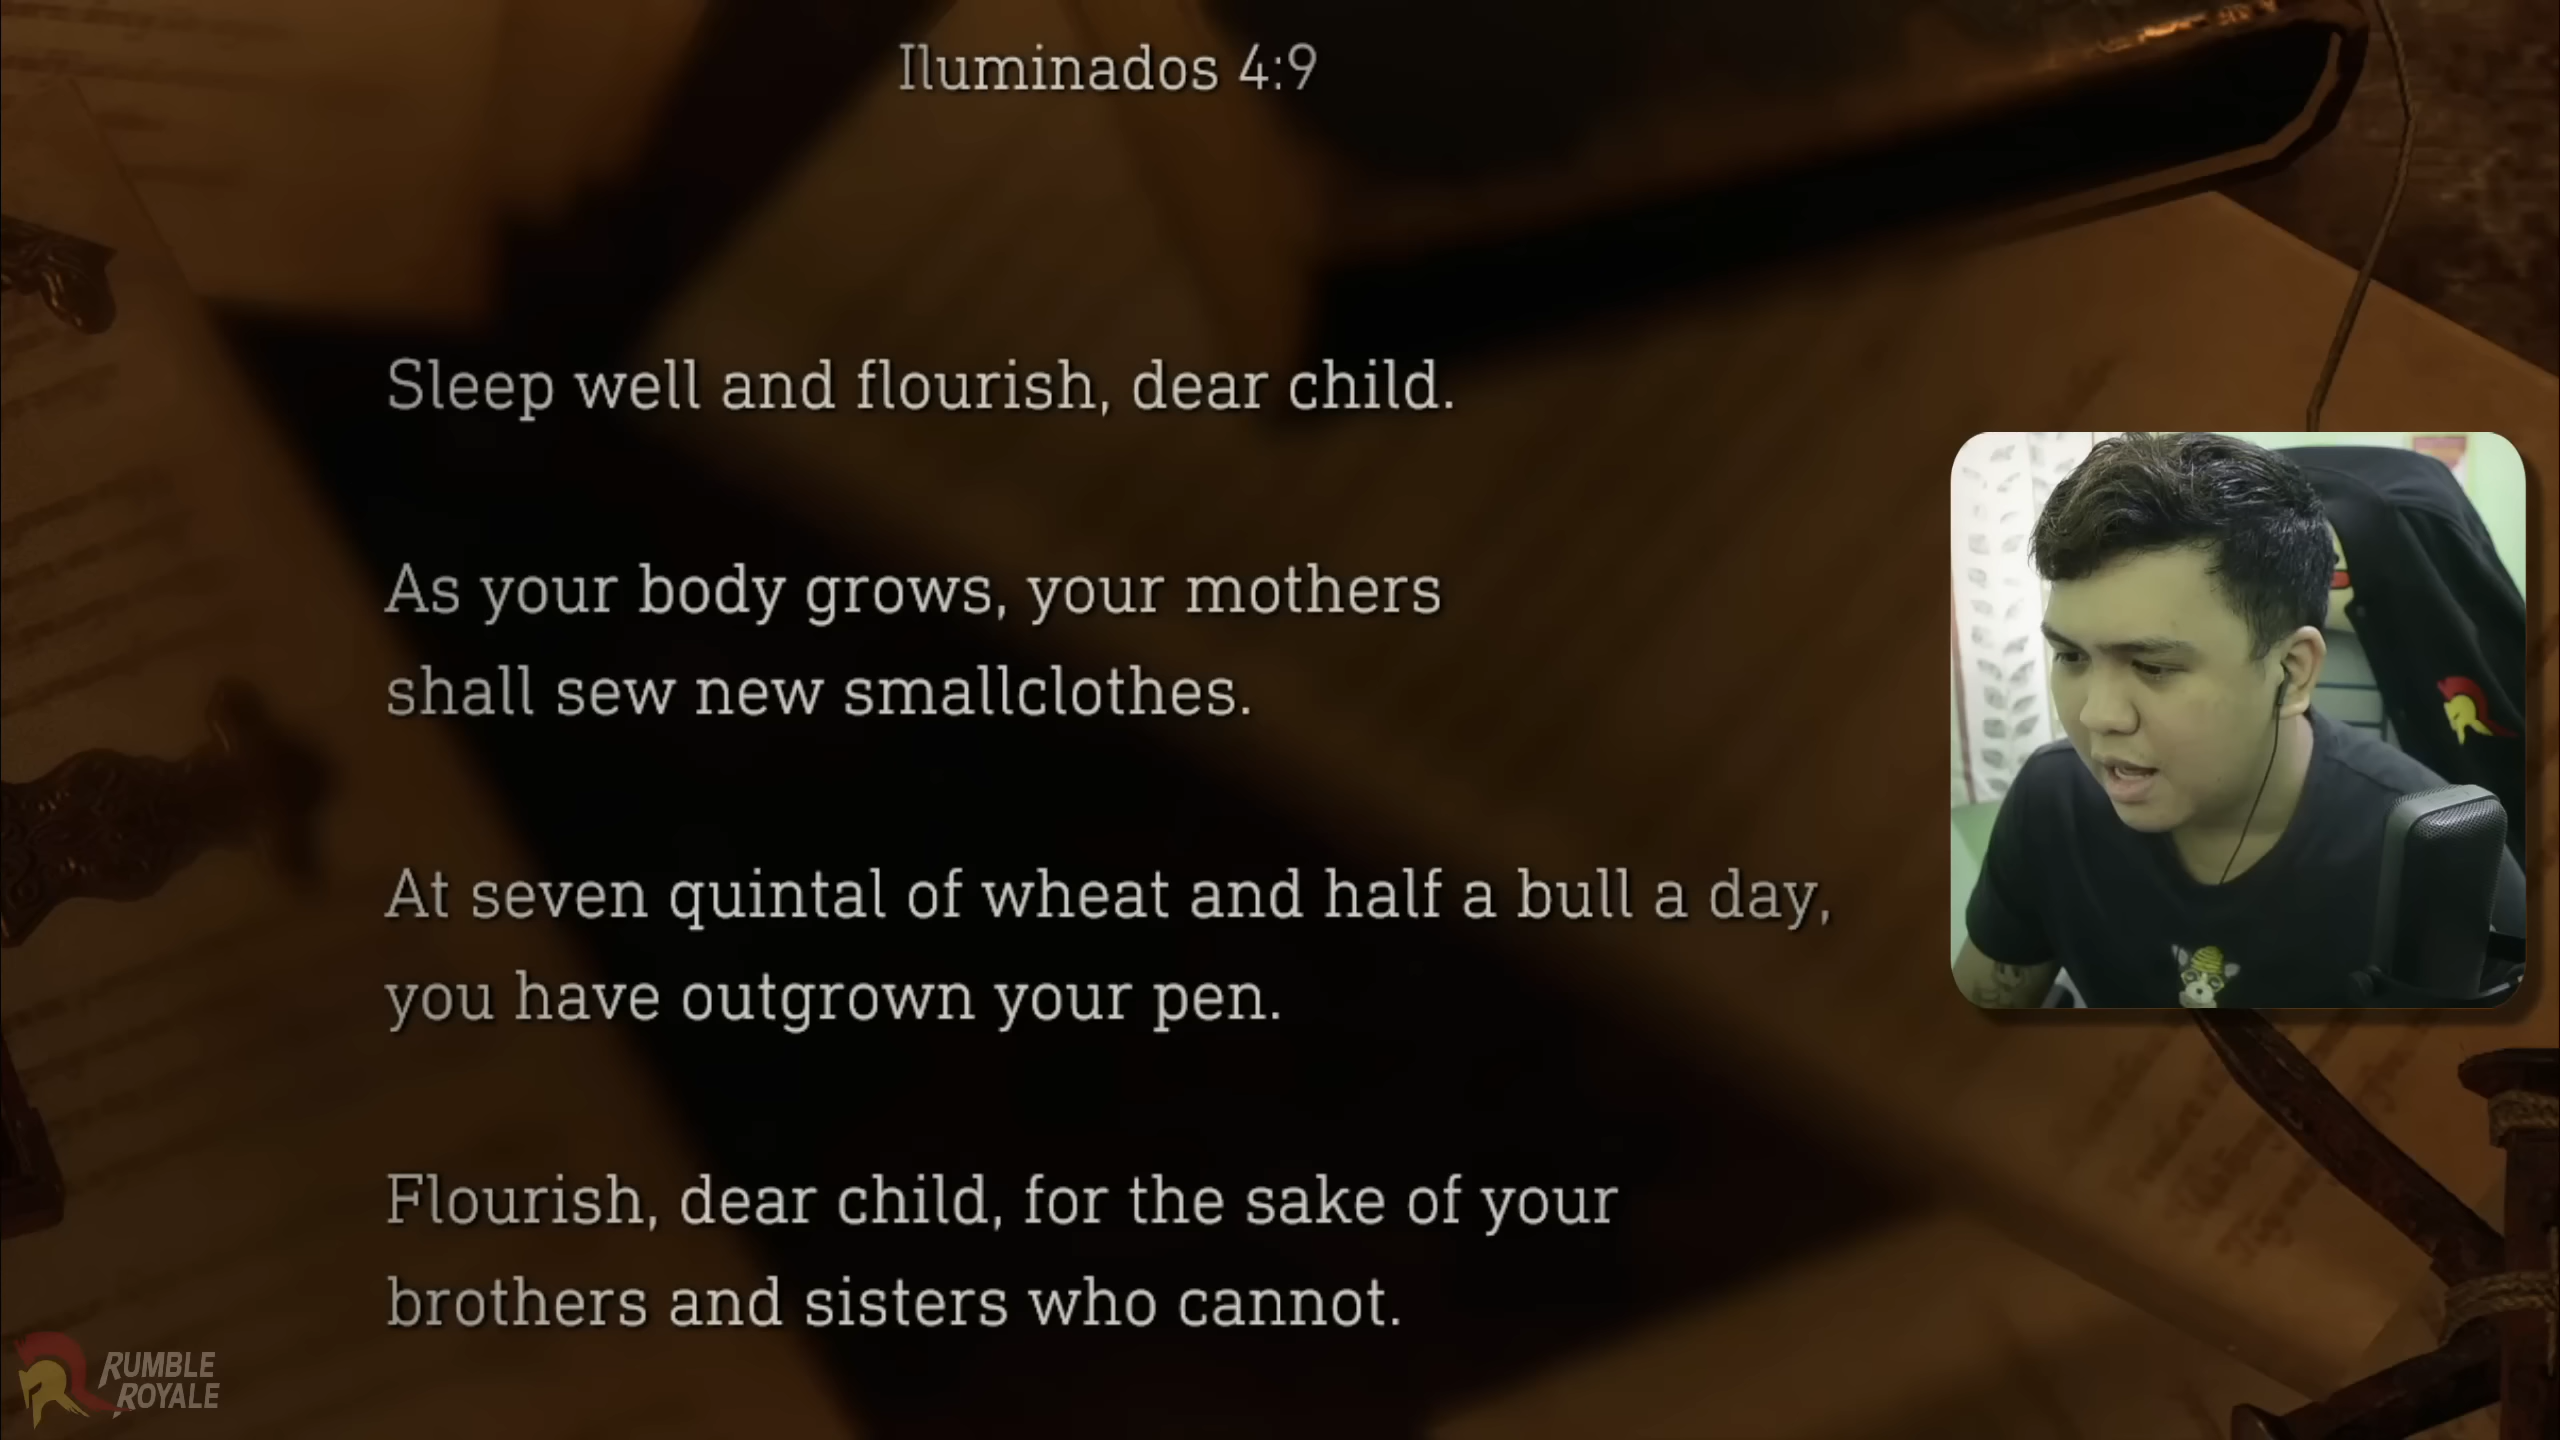 Iluminados 4:9
Sleep well and flourish, dear child.
As your body grows, your mothers
shall sew new smallclothes.
At seven quintal of wheat and half a bull a day,
you have outgrown your pen.
Flourish, dear child, for the sake of your
brothers and sisters who cannot.
RUMBLE
ROYALE